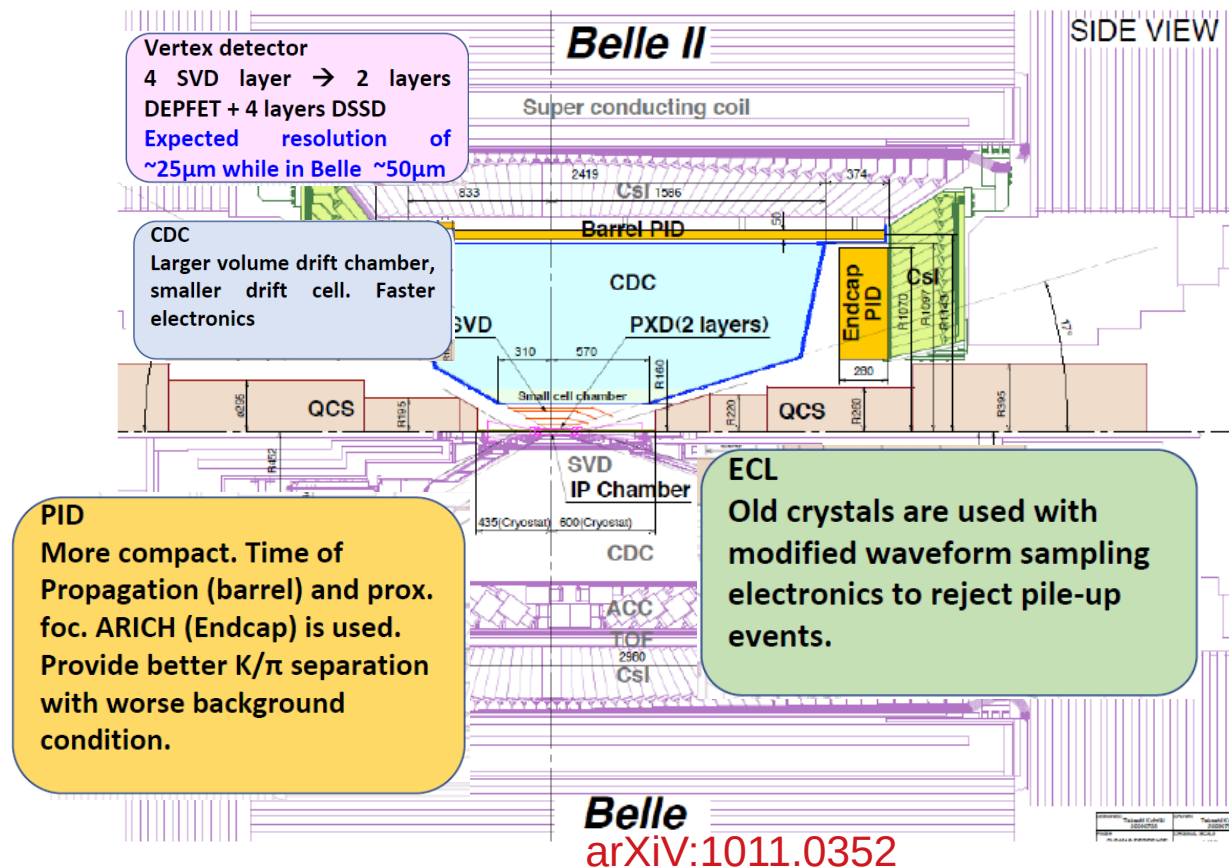 Belle II
SIDE VIEW
Vertex detector
4 SVD layer → 2 layers
DEPFET + 4 layers DSSD
Expected resolution of
~25µm while in Belle ~50µm
Super conducting coil
2419
374
833
CsI
1586
50
Barrel PID
CDC
Larger volume drift chamber,
smaller drift cell. Faster
electronics
CDC
Endcap
PID
CsI
R1070
R1097
R1143
17°
SVD
PXD(2 layers)
310
570
R160
280
Small cell chamber
ø295
QCS
R195
R220
QCS
R260
R395
R452
SVD
IP Chamber
435(Cryostat)
600(Cryostat)
CDC
ACC
TOF
2960
CsI
PID
More compact. Time of
Propagation (barrel) and prox.
foc. ARICH (Endcap) is used.
Provide better K/π separation
with worse background
condition.
ECL
Old crystals are used with
modified waveform sampling
electronics to reject pile-up
events.
Belle
arXiV:1011.0352